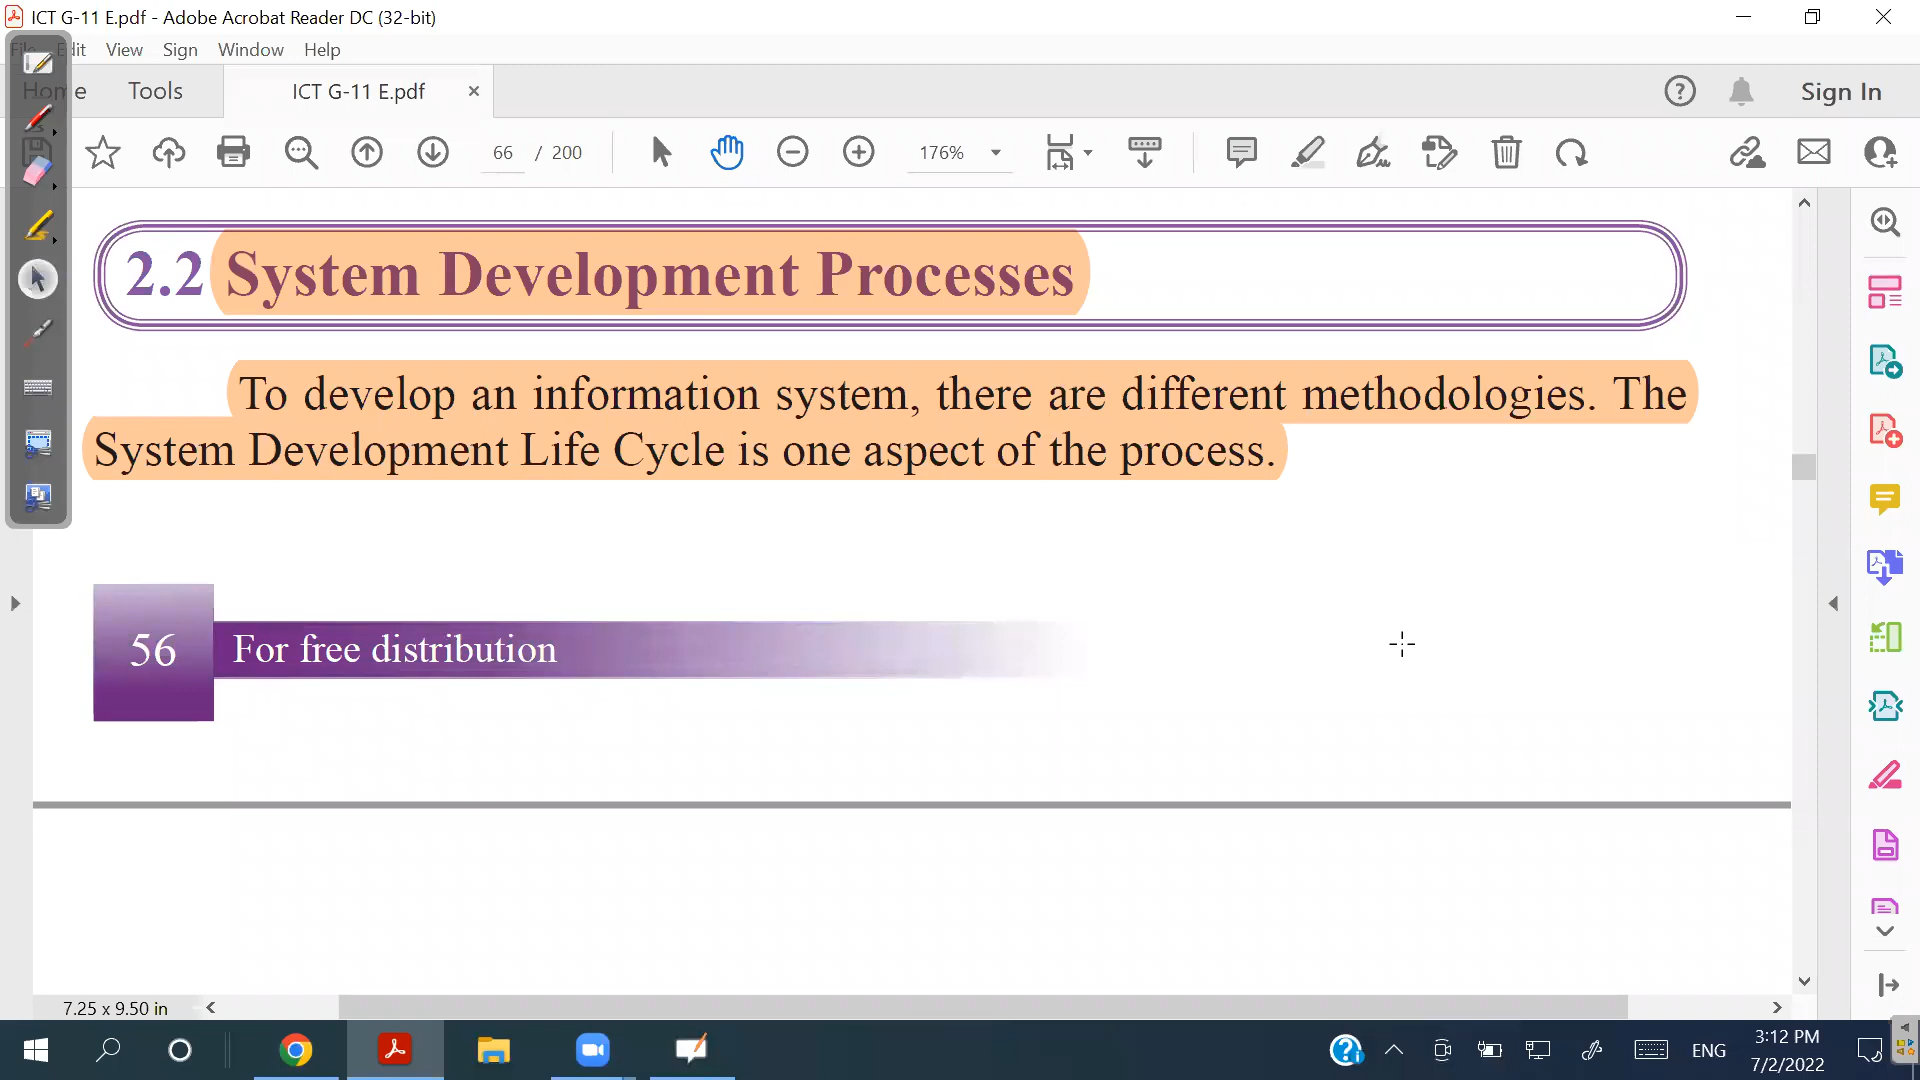 ICT G-11 E.pdf - Adobe Acrobat Reader DC (32-bit)
File Edit View Sign Window Help
Home Tools ICT G-11 E.pdf × Sign In
66 / 200 176%
2.2 System Development Processes
To develop an information system, there are different methodologies. The
System Development Life Cycle is one aspect of the process.
56 For free distribution
7.25 x 9.50 in
ENG
3:12 PM
7/2/2022